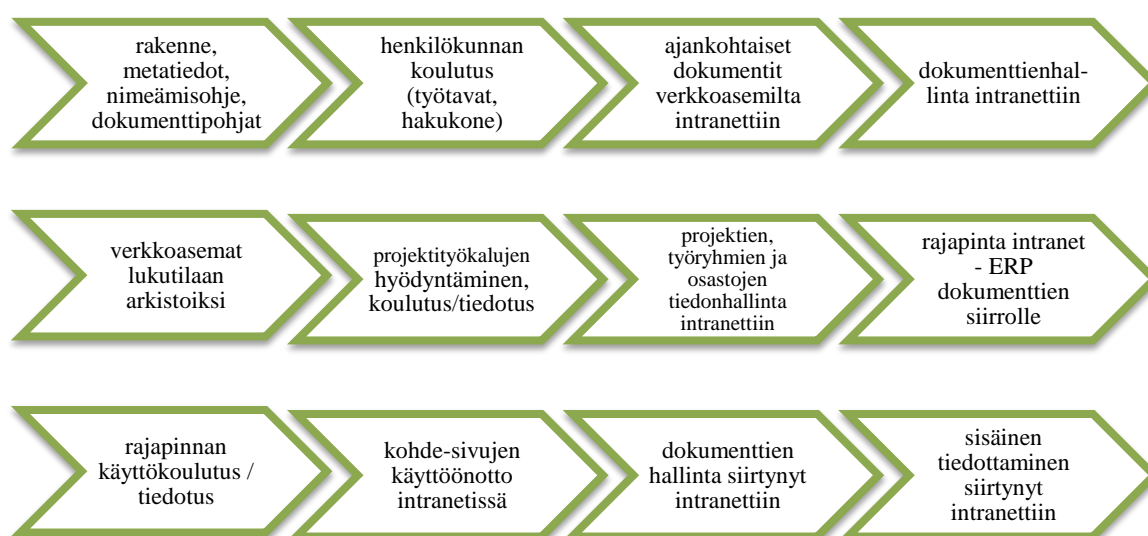 rakenne,
metatiedot,
nimeämisohje,
dokumenttipohjat
henkilökunnan
koulutus
(työtavat,
hakukone)
ajankohtaiset
dokumentit
verkkoasemilta
intranettiin
dokumenttienhal-
linta intranettiin
verkkoasemat
lukutilaan
arkistoiksi
projektityökalujen
hyödyntäminen,
koulutus/tiedotus
projektien,
työryhmien ja
osastojen
tiedonhallinta
intranettiin
rajapinta intranet
- ERP
dokumenttien
siirrolle
rajapinnan
käyttökoulutus /
tiedotus
kohde-sivujen
käyttöönotto
intranetissä
dokumenttien
hallinta siirtynyt
intranettiin
sisäinen
tiedottaminen
siirtynyt
intranettiin